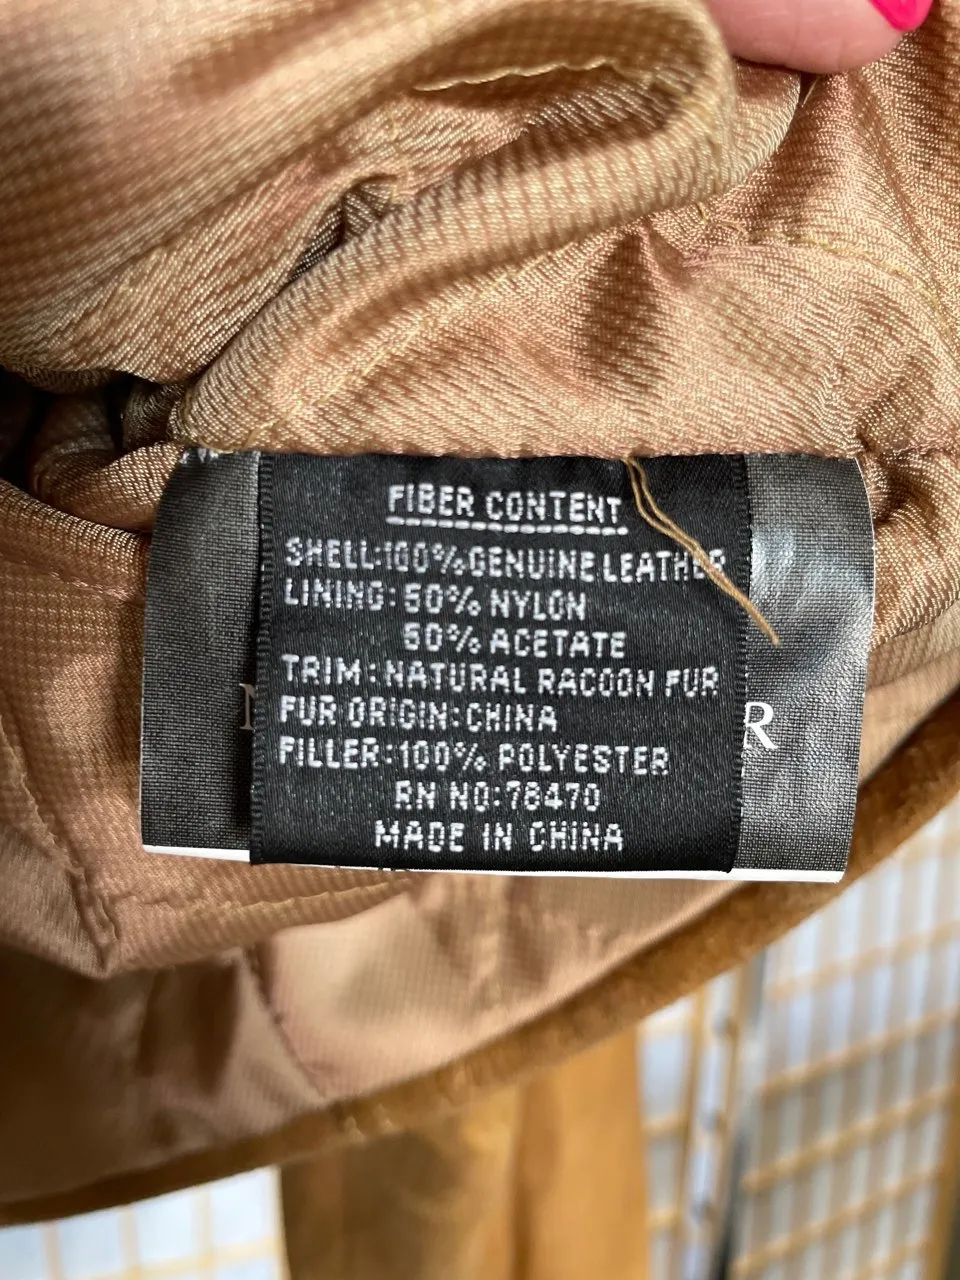 FIBER CONTENT
SHELL:100%GENUINE LEATHER
LINING: 50% NYLON
50% ACETATE
TRIM: NATURAL RACOON FUR
FUR ORIGIN:CHINA
FILLER:100% POLYESTER
RN NO:78470
MADE IN CHINA
R